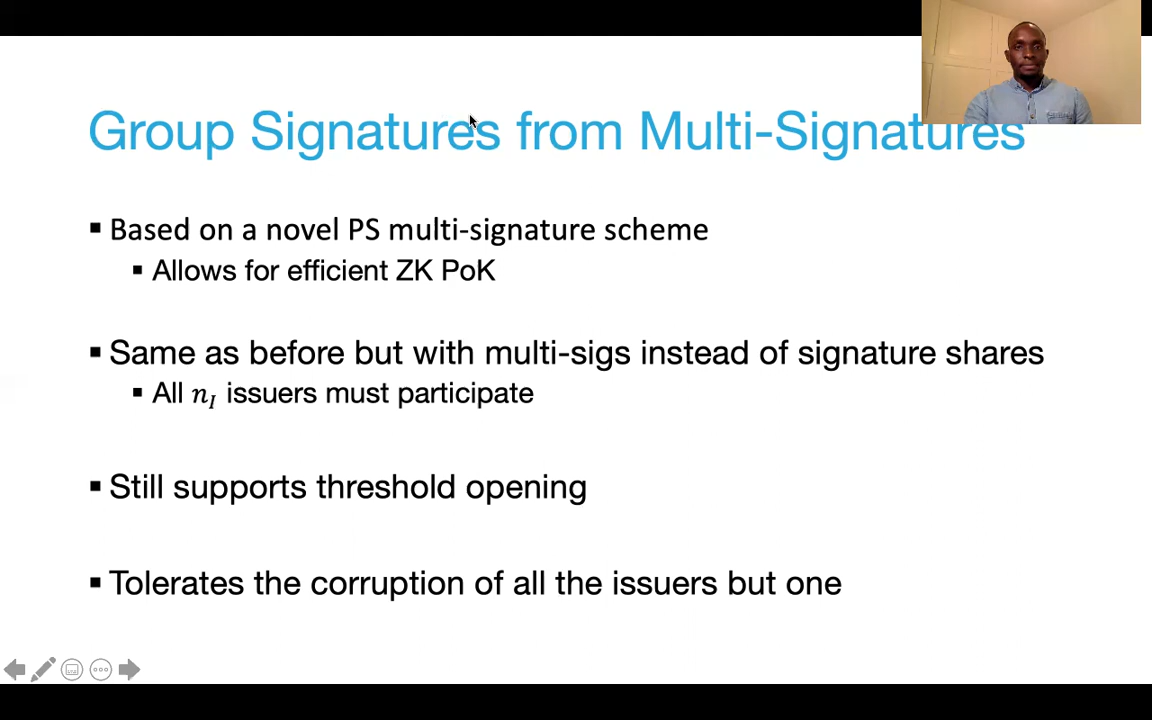 Group Signatures from Multi-Signatures
▪ Based on a novel PS multi-signature scheme
▪ Allows for efficient ZK PoK
▪ Same as before but with multi-sigs instead of signature shares
▪ All n_I issuers must participate
▪ Still supports threshold opening
▪ Tolerates the corruption of all the issuers but one